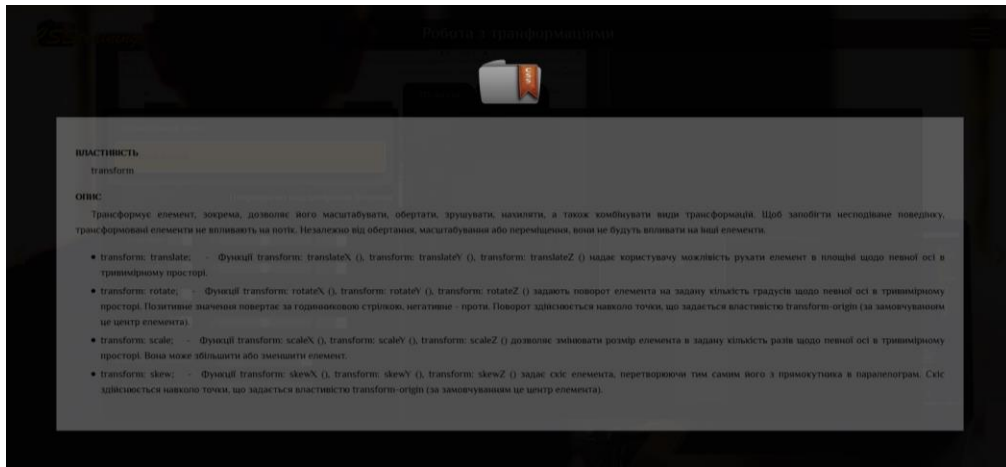 Робота з транформаціями
ВЛАСТИВІСТЬ
transform
ОПИС
Трансформує елемент, зокрема, дозволяє його масштабувати, обертати, зрушувати, нахиляти, а також комбінувати види трансформацій. Щоб запобігти несподіване поведінку,
трансформовані елементи не впливають на потік. Незалежно від обертання, масштабування або переміщення, вони не будуть впливати на інші елементи.
● transform: translate; - Функції transform: translateX (), transform: translateY (), transform: translateZ () надає користувачу можливість рухати елемент в площині щодо певної осі в
тривимірному просторі.
● transform: rotate; - Функції transform: rotateX (), transform: rotateY (), transform: rotateZ () задають поворот елемента на задану кількість градусів щодо певної осі в тривимірному
просторі. Позитивне значення повертає за годинниковою стрілкою, негативне - проти. Поворот здійснюється навколо точки, що задається властивістю transform-origin (за замовчуванням
це центр елемента).
● transform: scale; - Функції transform: scaleX (), transform: scaleY (), transform: scaleZ () дозволяє змінювати розмір елемента в задану кількість разів щодо певної осі в тривимірному
просторі. Вона може збільшити або зменшити елемент.
● transform: skew; - Функції transform: skewX (), transform: skewY (), transform: skewZ () задає скіс елемента, перетворюючи тим самим його з прямокутника в паралелограм. Скіс
здійснюється навколо точки, що задається властивістю transform-origin (за замовчуванням це центр елемента).